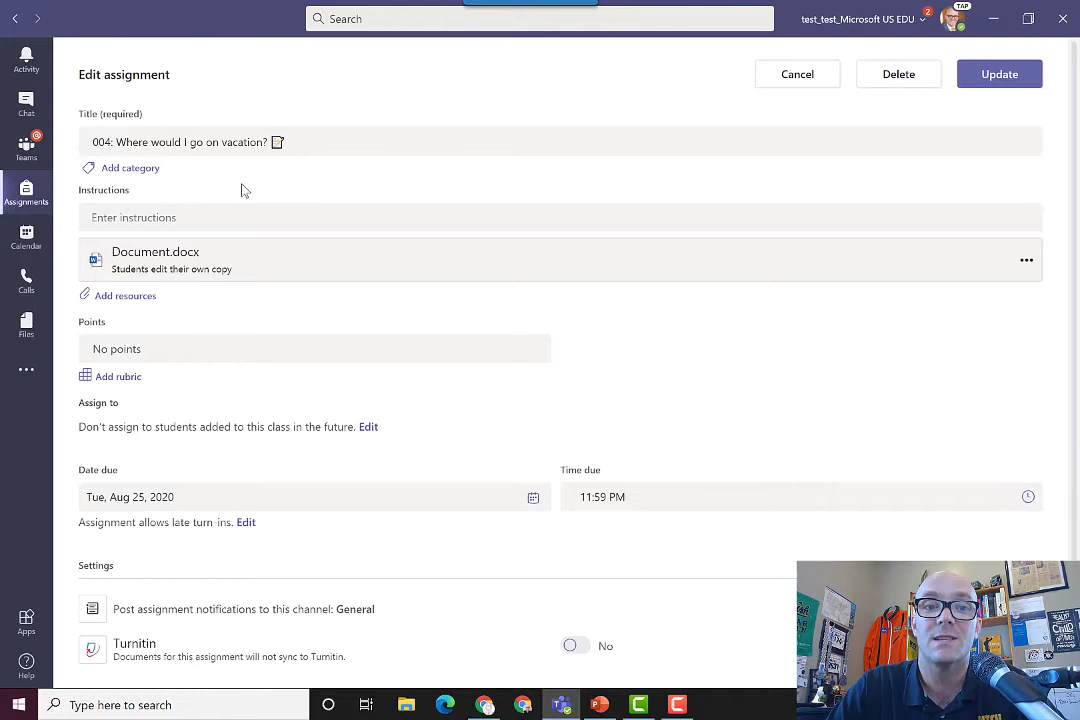 Search
test_test_Microsoft US EDU
2
TAP
Activity
Chat
Teams
Assignments
Calendar
Calls
Files
Apps
Help
Edit assignment
Cancel
Delete
Update
Title (required)
004: Where would I go on vacation? 📝
Add category
Instructions
Enter instructions
Document.docx
Students edit their own copy
Add resources
Points
No points
Add rubric
Assign to
Don't assign to students added to this class in the future. Edit
Date due
Time due
Tue, Aug 25, 2020
11:59 PM
Assignment allows late turn-ins. Edit
Settings
Post assignment notifications to this channel: General
Turnitin
Documents for this assignment will not sync to Turnitin.
No
Type here to search